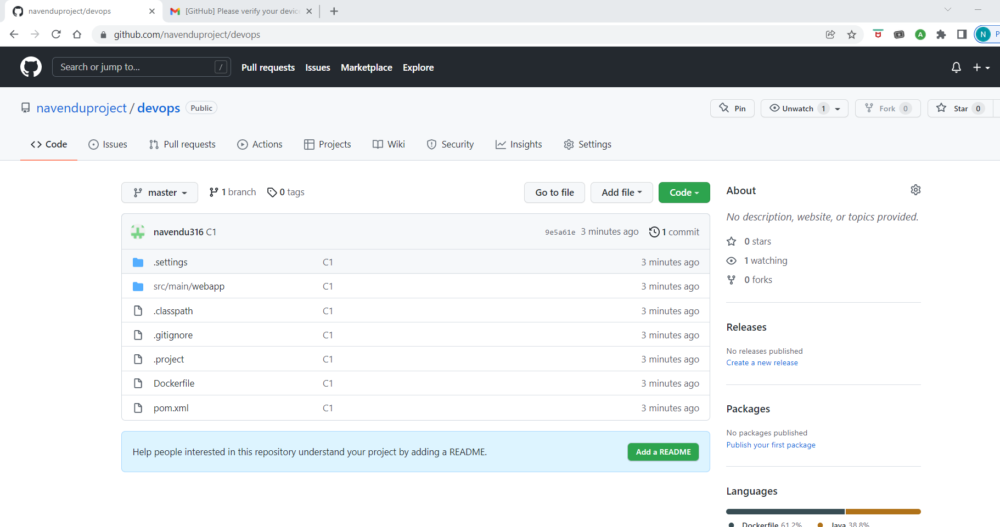 navenduproject/devops
[GitHub] Please verify your device
github.com/navenduproject/devops
A
N
P
Search or jump to...
/
Pull requests
Issues
Marketplace
Explore
navenduproject / devops
Public
Pin
Unwatch 1
Fork 0
Star 0
Code
Issues
Pull requests
Actions
Projects
Wiki
Security
Insights
Settings
master
1 branch
0 tags
Go to file
Add file
Code
navendu316 C1
9e5a61e 3 minutes ago
1 commit
.settings C1 3 minutes ago
src/main/webapp C1 3 minutes ago
.classpath C1 3 minutes ago
.gitignore C1 3 minutes ago
.project C1 3 minutes ago
Dockerfile C1 3 minutes ago
pom.xml C1 3 minutes ago
Help people interested in this repository understand your project by adding a README.
Add a README
About
No description, website, or topics provided.
0 stars
1 watching
0 forks
Releases
No releases published
Create a new release
Packages
No packages published
Publish your first package
Languages
Dockerfile 61.2%
Java 38.8%